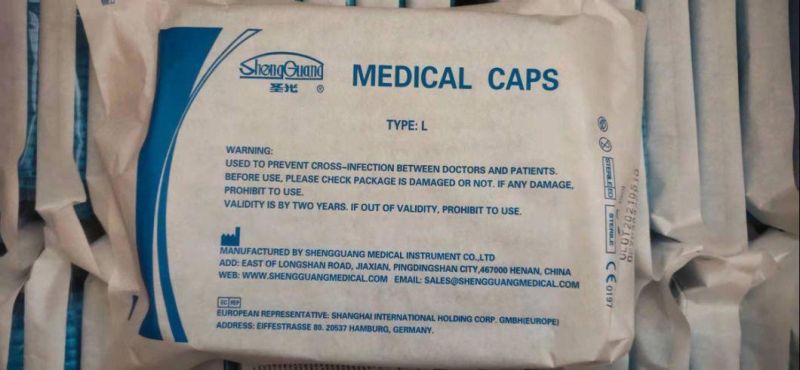 ShengGuang
圣光 ®
MEDICAL CAPS
TYPE: L
WARNING:
USED TO PREVENT CROSS-INFECTION BETWEEN DOCTORS AND PATIENTS.
BEFORE USE, PLEASE CHECK PACKAGE IS DAMAGED OR NOT. IF ANY DAMAGE,
PROHIBIT TO USE.
VALIDITY IS BY TWO YEARS. IF OUT OF VALIDITY, PROHIBIT TO USE.
MANUFACTURED BY SHENGGUANG MEDICAL INSTRUMENT CO.,LTD
ADD: EAST OF LONGSHAN ROAD, JIAXIAN, PINGDINGSHAN CITY,467000 HENAN, CHINA
WEB: WWW.SHENGGUANGMEDICAL.COM EMAIL: SALES@SHENGGUANGMEDICAL.COM
EC REP
EUROPEAN REPRESENTATIVE: SHANGHAI INTERNATIONAL HOLDING CORP. GMBH(EUROPE)
ADDRESS: EIFFESTRASSE 80. 20537 HAMBURG, GERMANY.
STERILE EO
STERILE
CE 0197